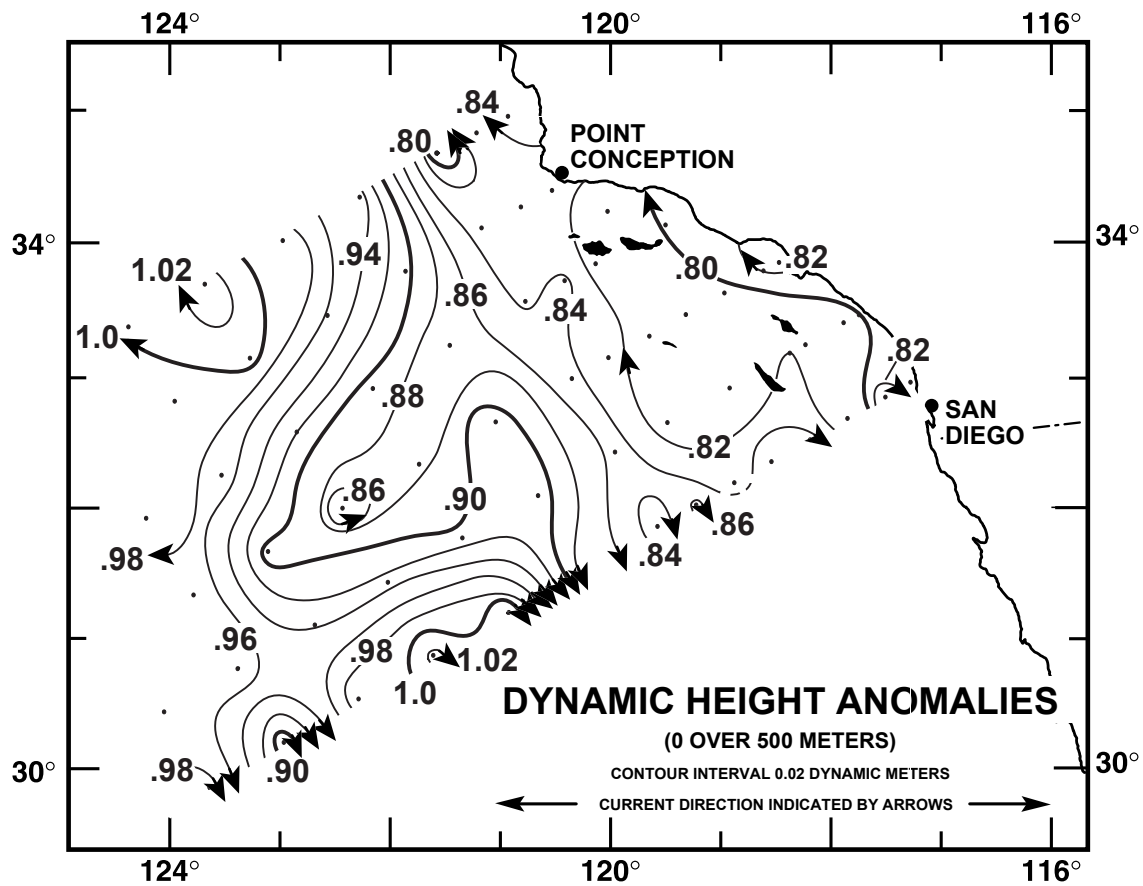 124° 120° 116°
.84
.80
POINT
CONCEPTION
34° 34°
.94
.82
1.02
.80
.86
.84
1.0
.82
.88
SAN
DIEGO
.82
.86
.90
.86
.84
.98
.96
.98
1.02
1.0
DYNAMIC HEIGHT ANOMALIES
(0 OVER 500 METERS)
30° 30°
.98
.90
CONTOUR INTERVAL 0.02 DYNAMIC METERS
CURRENT DIRECTION INDICATED BY ARROWS
124° 120° 116°